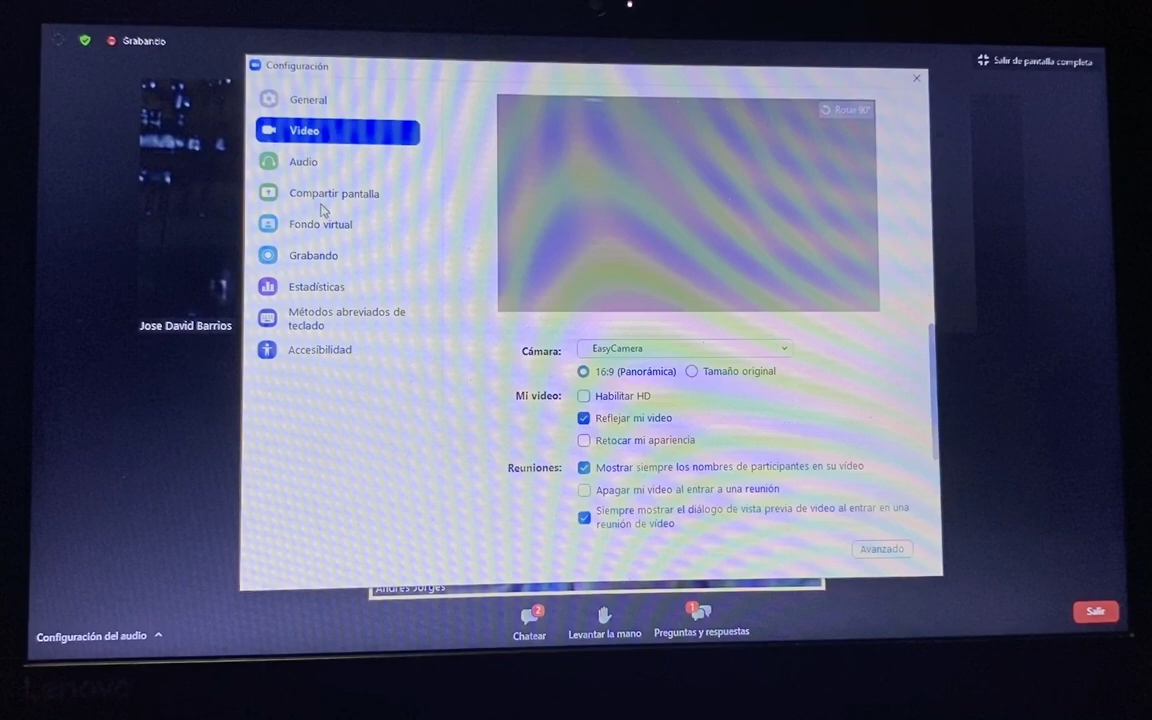 Grabando
Salir de pantalla completa
Configuración
General
Video
Audio
Compartir pantalla
Fondo virtual
Grabando
Estadísticas
Métodos abreviados de
teclado
Accesibilidad
Rotar 90°
Cámara:
EasyCamera
16:9 (Panorámica)
Tamaño original
Mi video:
Habilitar HD
Reflejar mi video
Retocar mi apariencia
Reuniones:
Mostrar siempre los nombres de participantes en su video
Apagar mi video al entrar a una reunión
Siempre mostrar el diálogo de vista previa de video al entrar en una
reunión de video
Avanzado
Jose David Barrios
Andres Jorges
Configuración del audio
2
Chatear
Levantar la mano
1
Preguntas y respuestas
Salir
Lenovo